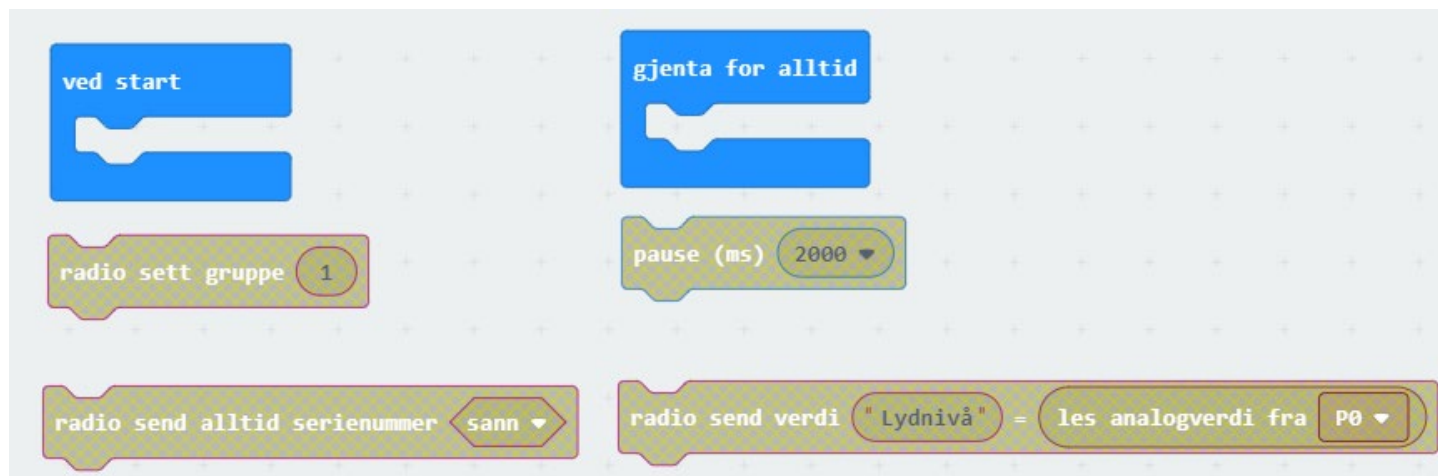 ved start
radio sett gruppe 1
radio send alltid serienummer sann
gjenta for alltid
pause (ms) 2000
radio send verdi "Lydnivå" = les analogverdi fra P0